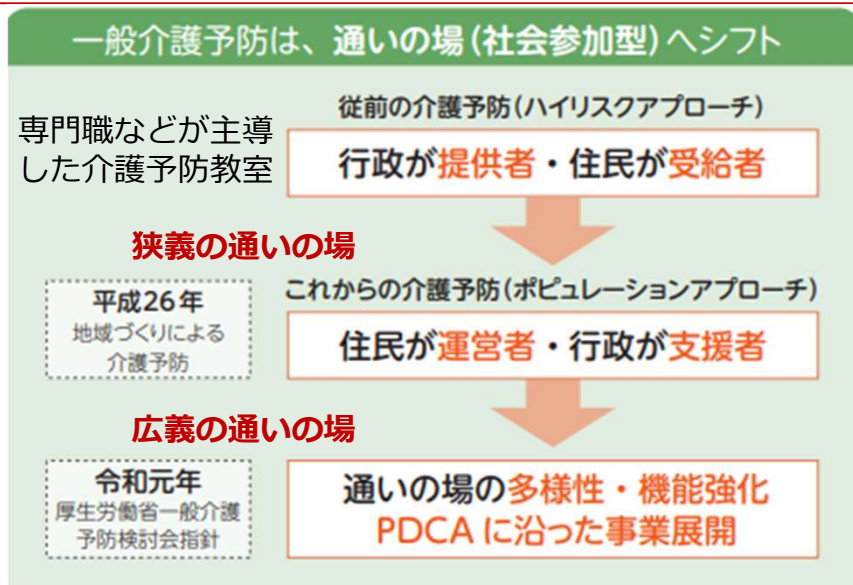 一般介護予防は、通いの場（社会参加型）へシフト
専門職などが主導
した介護予防教室
従前の介護予防（ハイリスクアプローチ）
行政が提供者・住民が受給者
狭義の通いの場
平成26年
地域づくりによる
介護予防
これからの介護予防（ポピュレーションアプローチ）
住民が運営者・行政が支援者
広義の通いの場
令和元年
厚生労働省一般介護
予防検討会指針
通いの場の多様性・機能強化
PDCAに沿った事業展開